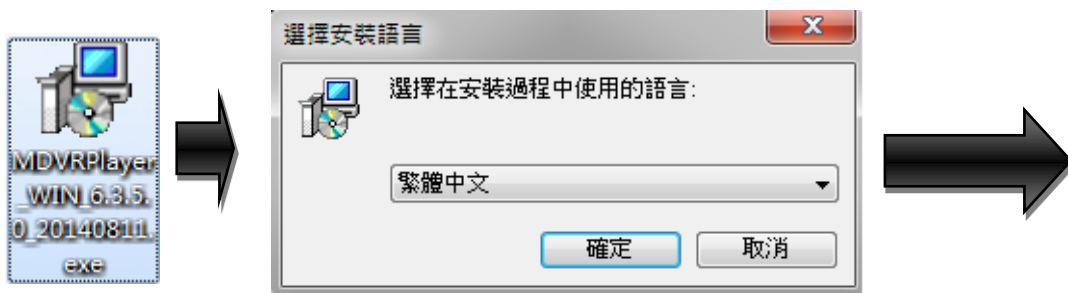 MDVRPlayer
_WIN_6.3.5.
0_20140811.
exe
選擇安裝語言
選擇在安裝過程中使用的語言:
繁體中文
確定
取消